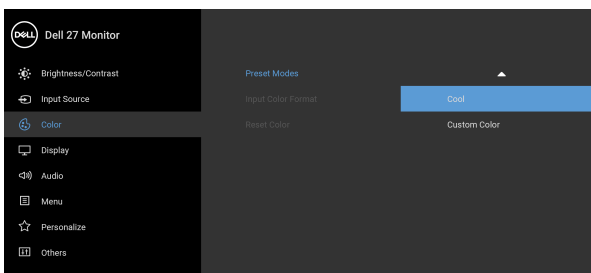 DELL Dell 27 Monitor
Brightness/Contrast
Input Source
Color
Display
Audio
Menu
Personalize
Others
Preset Modes
Input Color Format
Reset Color
Cool
Custom Color